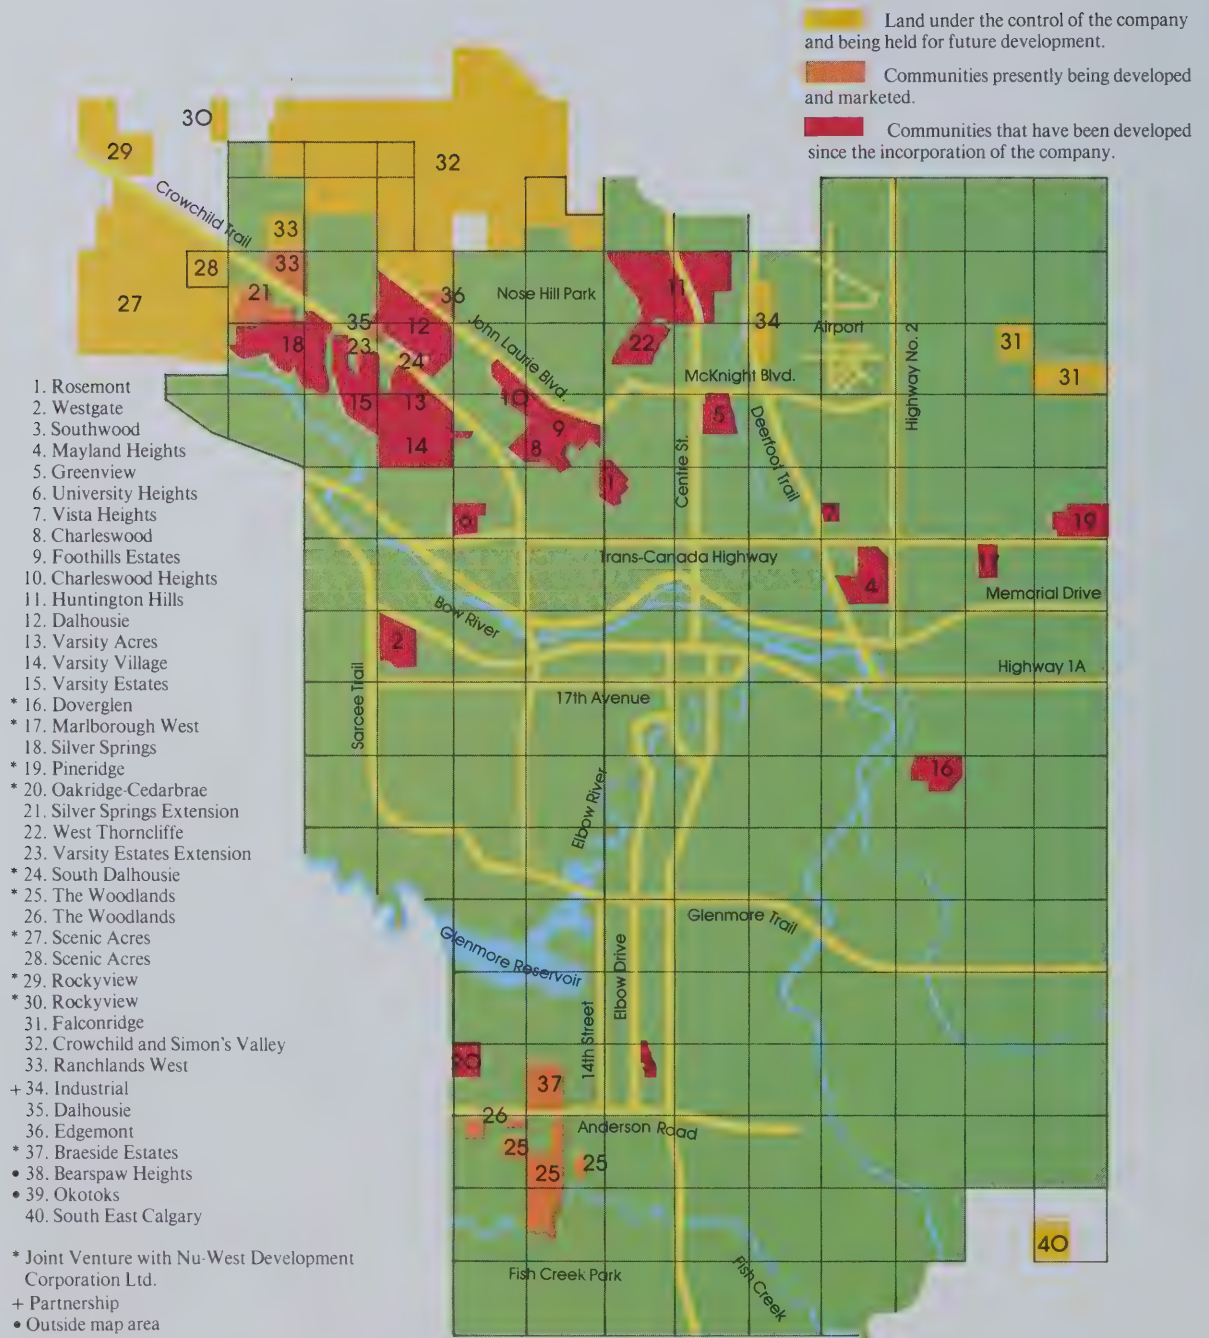 Land under the control of the company
and being held for future development.
Communities presently being developed
and marketed.
Communities that have been developed
since the incorporation of the company.
30
29
32
Crowchild Trail
33
33
28
27
21
36
Nose Hill Park
11
35
12
34
Airport
Highway No. 2
31
18
23
24
John Laurie Blvd.
22
McKnight Blvd.
31
15
13
10
5
14
9
8
Centre St.
Deerfoot Trail
1
6
7
19
Trans-Canada Highway
17
4
Memorial Drive
Bow River
2
Highway 1A
Sarcee Trail
17th Avenue
16
Elbow River
Glenmore Trail
Glenmore Reservoir
Elbow Drive
14th Street
20
37
26
Anderson Road
25
25
25
40
Fish Creek Park
Fish Creek
1. Rosemont
2. Westgate
3. Southwood
4. Mayland Heights
5. Greenview
6. University Heights
7. Vista Heights
8. Charleswood
9. Foothills Estates
10. Charleswood Heights
11. Huntington Hills
12. Dalhousie
13. Varsity Acres
14. Varsity Village
15. Varsity Estates
* 16. Doverglen
* 17. Marlborough West
18. Silver Springs
* 19. Pineridge
* 20. Oakridge-Cedarbrae
21. Silver Springs Extension
22. West Thorncliffe
23. Varsity Estates Extension
* 24. South Dalhousie
* 25. The Woodlands
26. The Woodlands
* 27. Scenic Acres
28. Scenic Acres
* 29. Rockyview
* 30. Rockyview
31. Falconridge
32. Crowchild and Simon's Valley
33. Ranchlands West
+ 34. Industrial
35. Dalhousie
36. Edgemont
* 37. Braeside Estates
• 38. Bearspaw Heights
• 39. Okotoks
40. South East Calgary
* Joint Venture with Nu-West Development
Corporation Ltd.
+ Partnership
• Outside map area